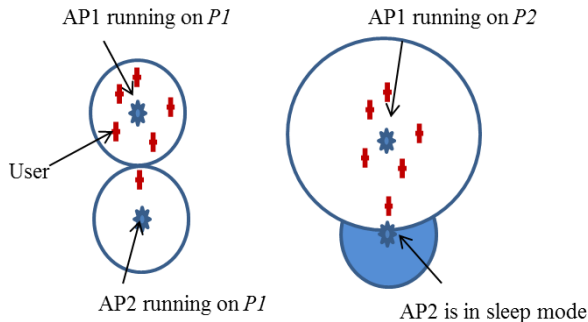 AP1 running on P1
AP1 running on P2
User
AP2 running on P1
AP2 is in sleep mode